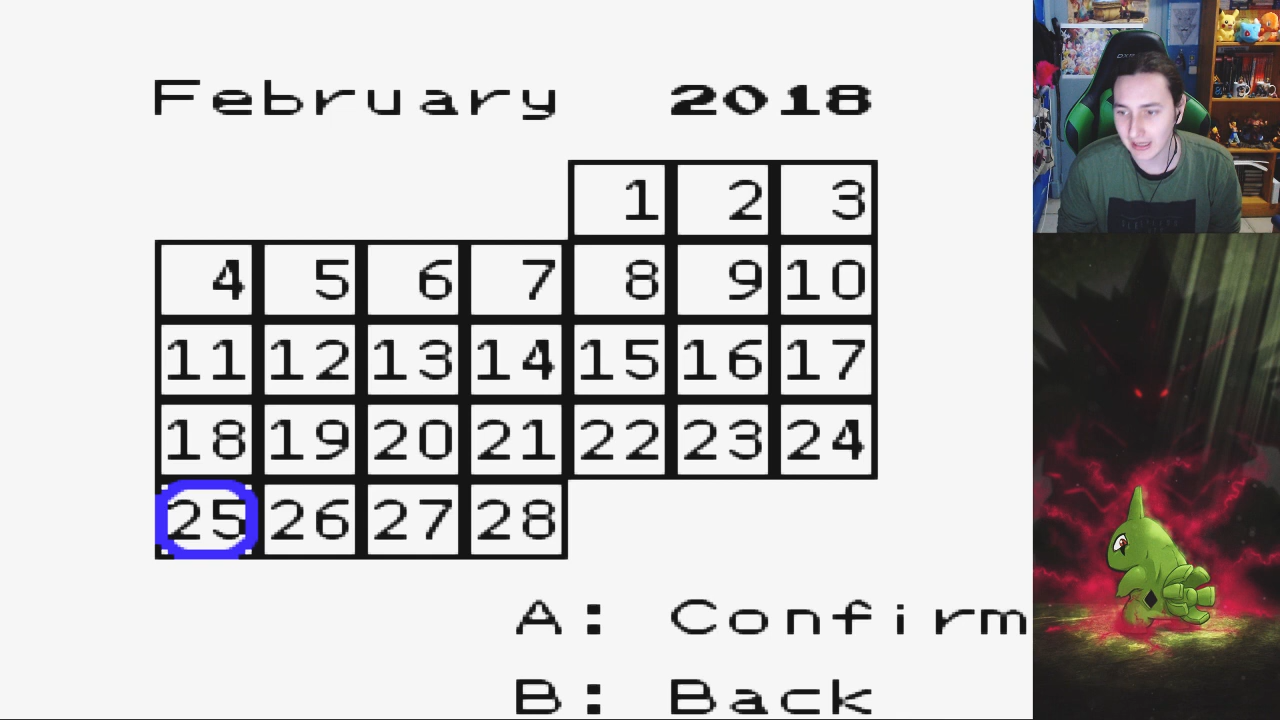 February 2018
1 2 3
4 5 6 7 8 9 10
11 12 13 14 15 16 17
18 19 20 21 22 23 24
25 26 27 28
A: Confirm
B: Back